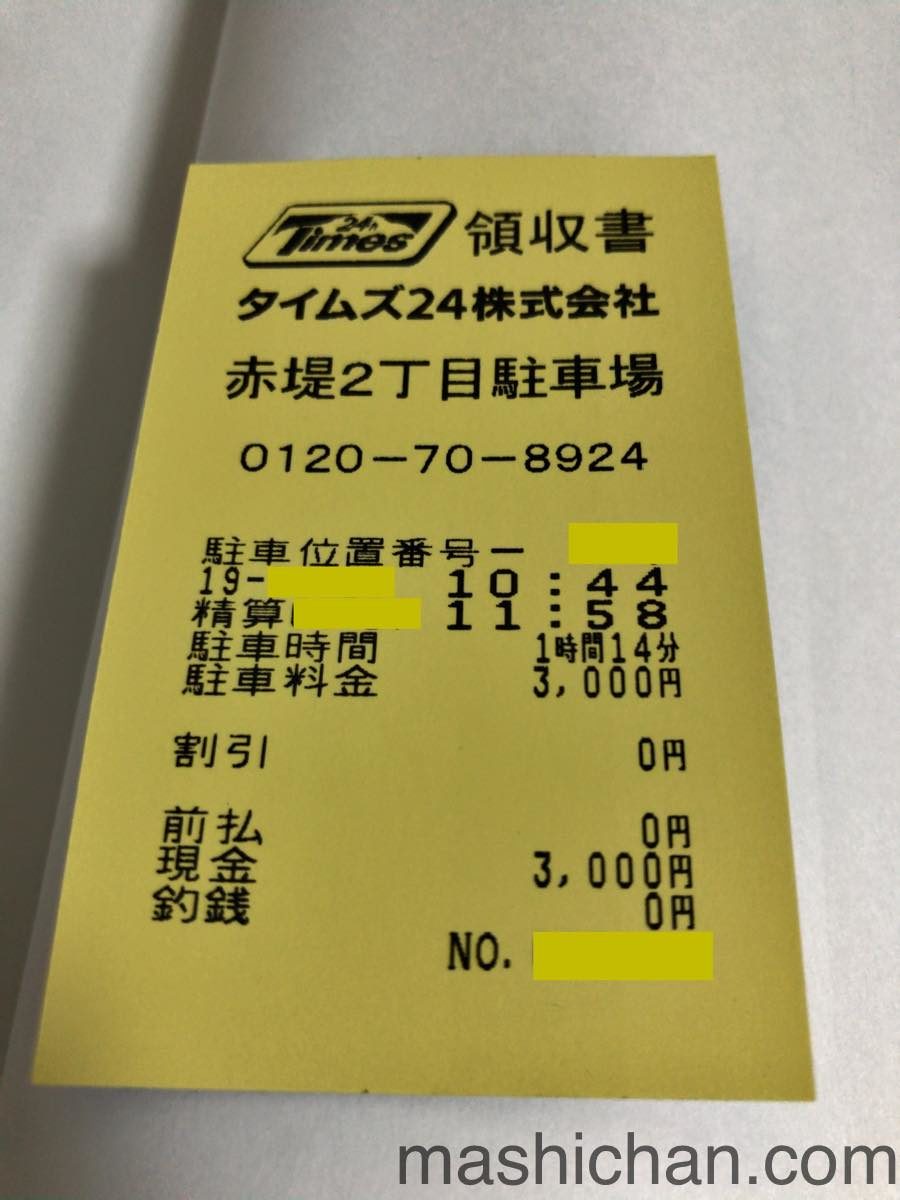 24h Times 領収書
タイムズ24株式会社
赤堤2丁目駐車場
0120-70-8924
駐車位置番号ー
19- 10:44
精算 11:58
駐車時間 1時間14分
駐車料金 3,000円
割引 0円
前払 0円
現金 3,000円
釣銭 0円
NO.
mashichan.com